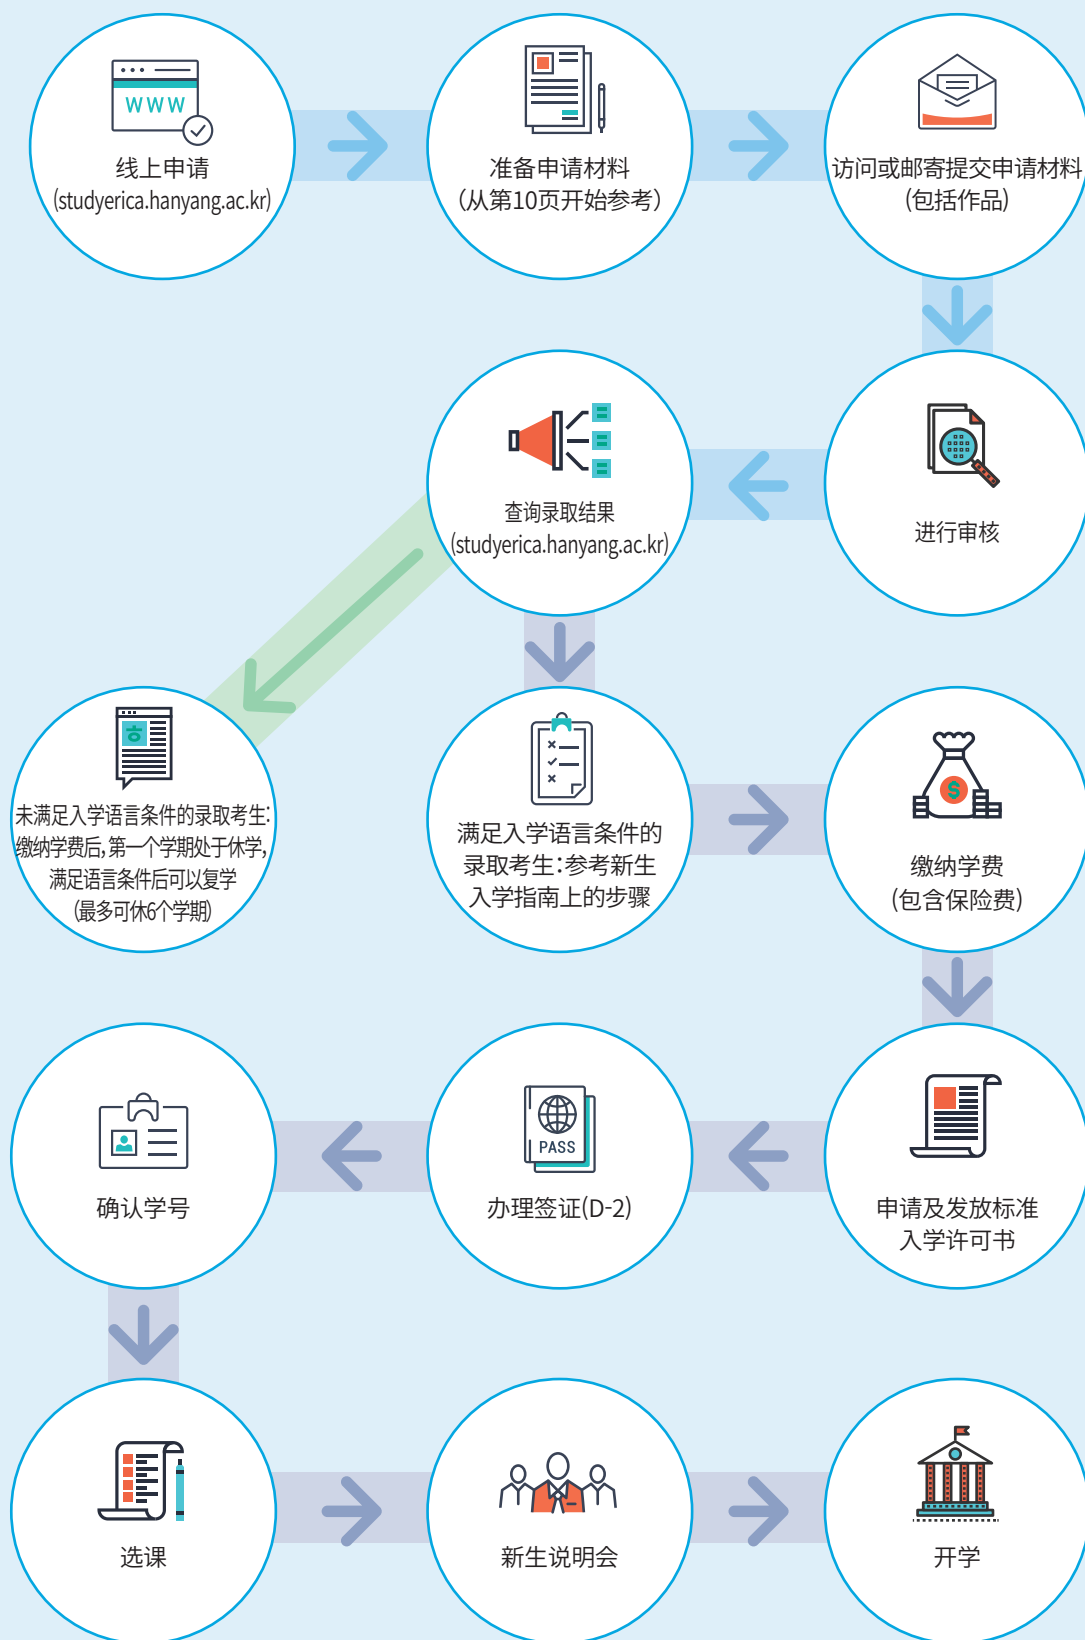 WWW
线上申请
(studyerica.hanyang.ac.kr)
准备申请材料
（从第10页开始参考）
访问或邮寄提交申请材料
(包括作品)
进行审核
查询录取结果
(studyerica.hanyang.ac.kr)
ㅎ
未满足入学语言条件的录取考生:
缴纳学费后, 第一个学期处于休学,
满足语言条件后可以复学
(最多可休6个学期)
满足入学语言条件的
录取考生：参考新生
入学指南上的步骤
$
缴纳学费
(包含保险费)
申请及发放标准
入学许可书
PASS
办理签证(D-2)
确认学号
选课
新生说明会
开学